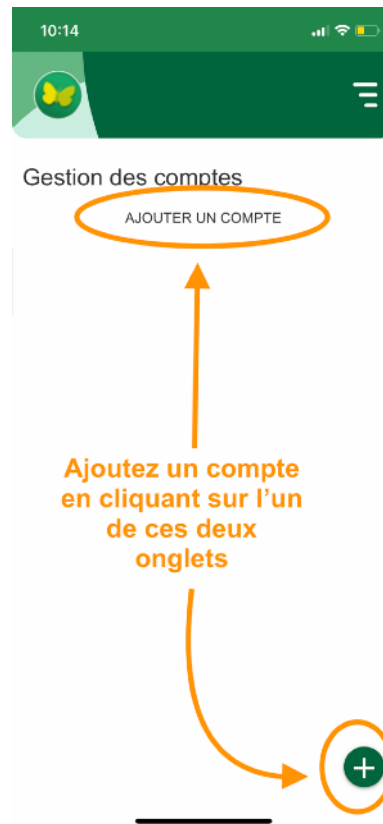 10:14
Gestion des comptes
AJOUTER UN COMPTE
Ajoutez un compte
en cliquant sur l'un
de ces deux
onglets